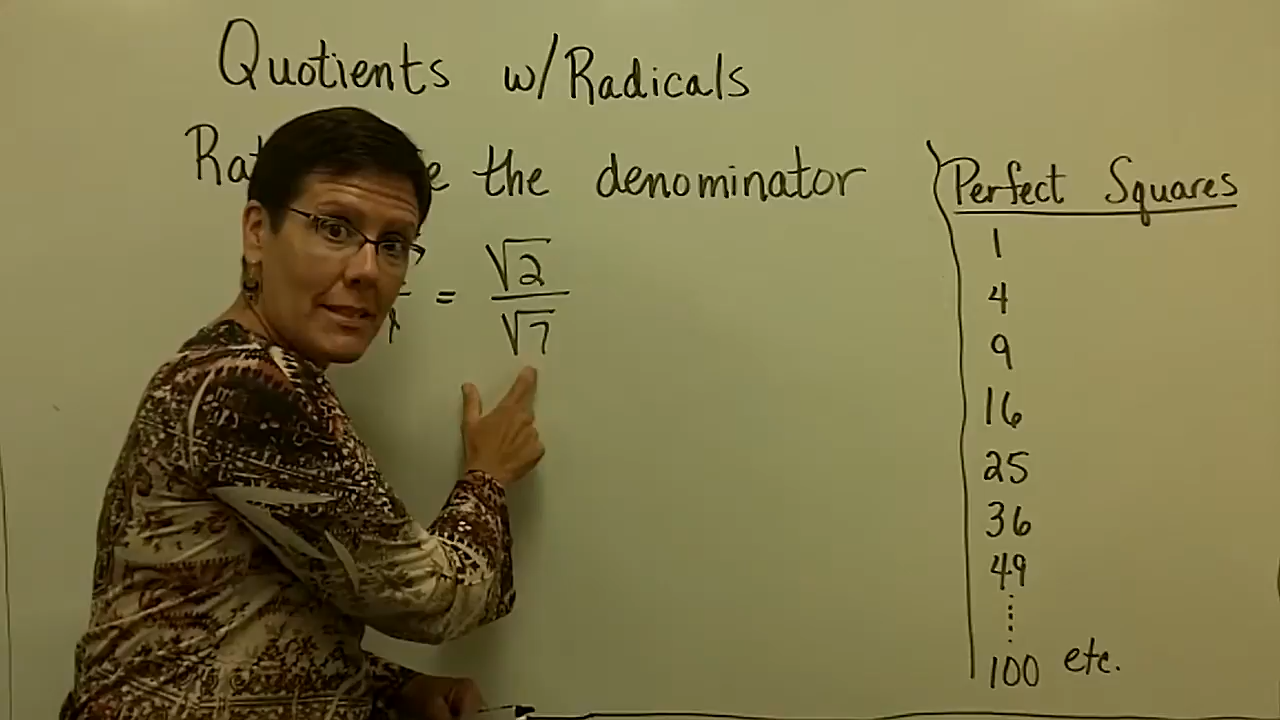 Quotients w/Radicals
the denominator
= √2/√7
Perfect Squares
1
4
9
16
25
36
49
⋮
100 etc.